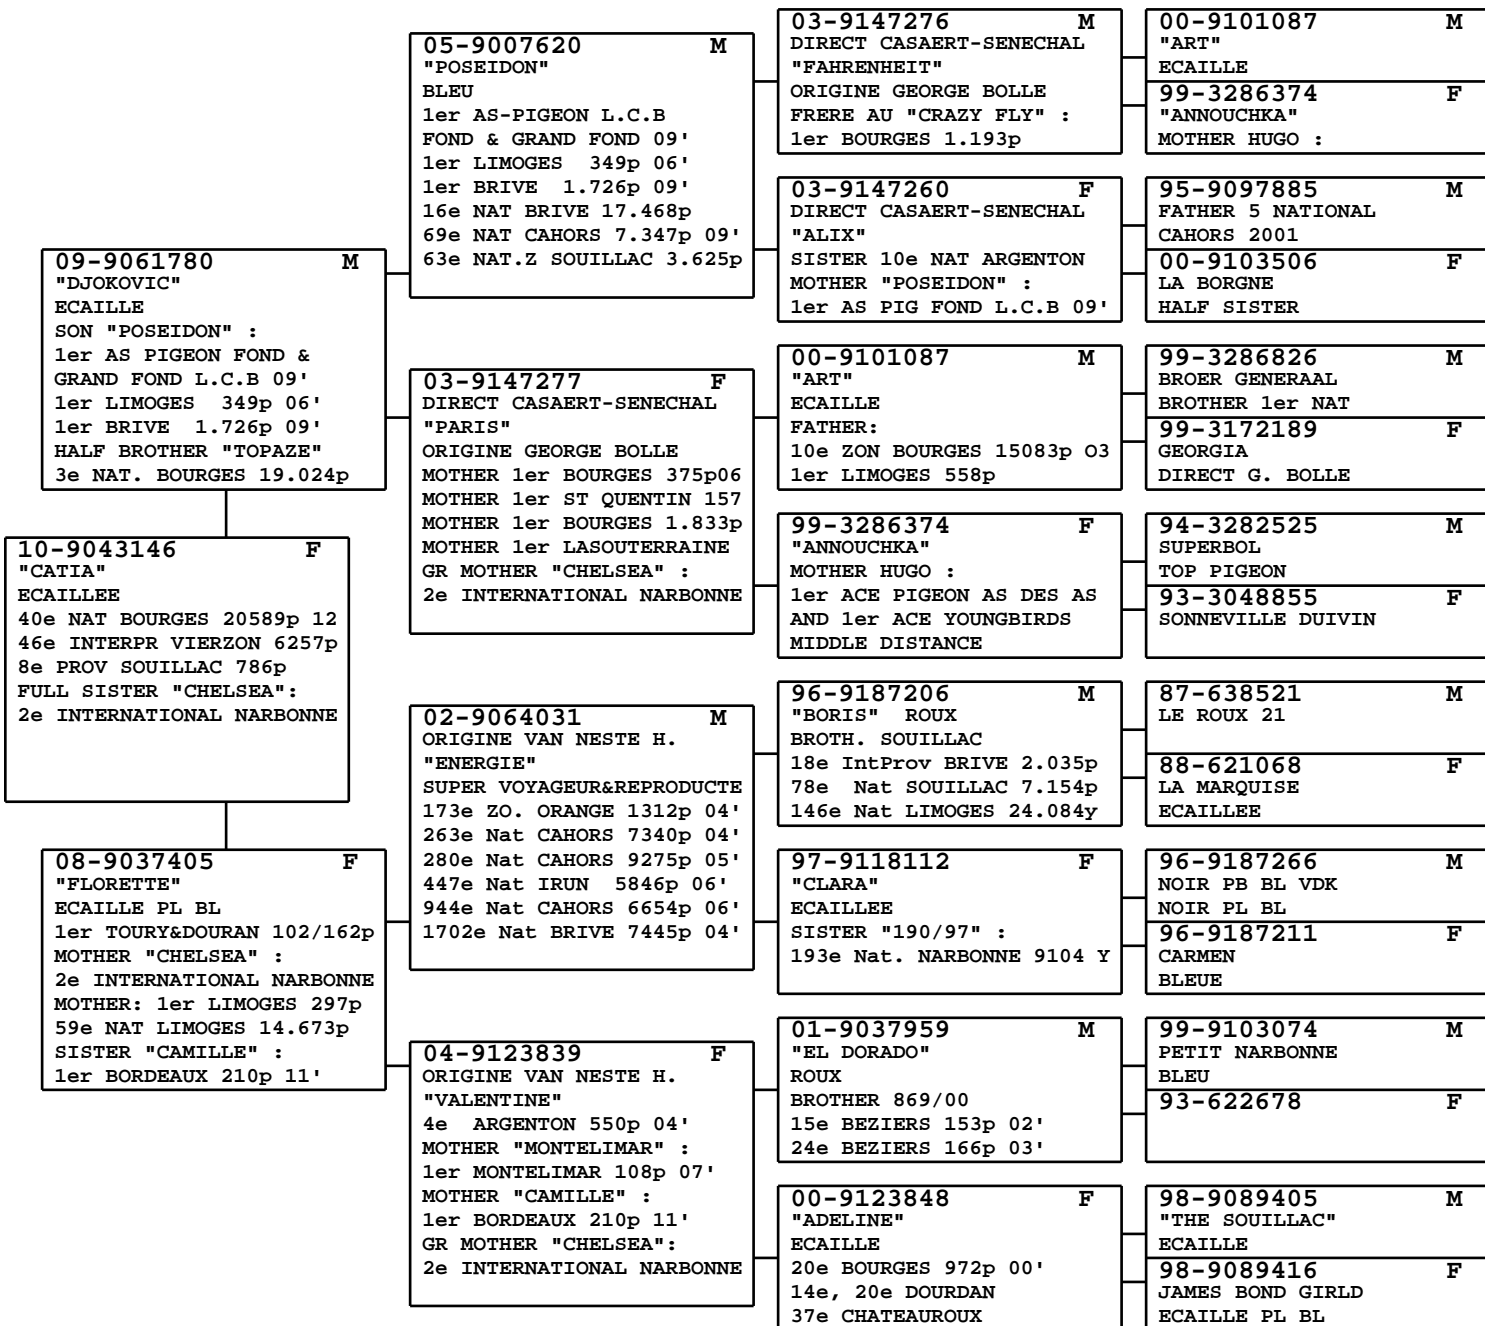 10-9043146 F
"CATIA"
ECAILLEE
40e NAT BOURGES 20589p 12
46e INTERPR VIERZON 6257p
8e PROV SOUILLAC 786p
FULL SISTER "CHELSEA":
2e INTERNATIONAL NARBONNE
09-9061780 M
"DJOKOVIC"
ECAILLE
SON "POSEIDON" :
1er AS PIGEON FOND &
GRAND FOND L.C.B 09'
1er LIMOGES 349p 06'
1er BRIVE 1.726p 09'
HALF BROTHER "TOPAZE"
3e NAT. BOURGES 19.024p
08-9037405 F
"FLORETTE"
ECAILLE PL BL
1er TOURY&DOURAN 102/162p
MOTHER "CHELSEA" :
2e INTERNATIONAL NARBONNE
MOTHER: 1er LIMOGES 297p
59e NAT LIMOGES 14.673p
SISTER "CAMILLE" :
1er BORDEAUX 210p 11'
05-9007620 M
"POSEIDON"
BLEU
1er AS-PIGEON L.C.B
FOND & GRAND FOND 09'
1er LIMOGES 349p 06'
1er BRIVE 1.726p 09'
16e NAT BRIVE 17.468p
69e NAT CAHORS 7.347p 09'
63e NAT.Z SOUILLAC 3.625p
03-9147277 F
DIRECT CASAERT-SENECHAL
"PARIS"
ORIGINE GEORGE BOLLE
MOTHER 1er BOURGES 375p06
MOTHER 1er ST QUENTIN 157
MOTHER 1er BOURGES 1.833p
MOTHER 1er LASOUTERRAINE
GR MOTHER "CHELSEA" :
2e INTERNATIONAL NARBONNE
02-9064031 M
ORIGINE VAN NESTE H.
"ENERGIE"
SUPER VOYAGEUR&REPRODUCTE
173e ZO. ORANGE 1312p 04'
263e Nat CAHORS 7340p 04'
280e Nat CAHORS 9275p 05'
447e Nat IRUN 5846p 06'
944e Nat CAHORS 6654p 06'
1702e Nat BRIVE 7445p 04'
04-9123839 F
ORIGINE VAN NESTE H.
"VALENTINE"
4e ARGENTON 550p 04'
MOTHER "MONTELIMAR" :
1er MONTELIMAR 108p 07'
MOTHER "CAMILLE" :
1er BORDEAUX 210p 11'
GR MOTHER "CHELSEA":
2e INTERNATIONAL NARBONNE
03-9147276 M
DIRECT CASAERT-SENECHAL
"FAHRENHEIT"
ORIGINE GEORGE BOLLE
FRERE AU "CRAZY FLY" :
1er BOURGES 1.193p
03-9147260 F
DIRECT CASAERT-SENECHAL
"ALIX"
SISTER 10e NAT ARGENTON
MOTHER "POSEIDON" :
1er AS PIG FOND L.C.B 09'
00-9101087 M
"ART"
ECAILLE
FATHER:
10e ZON BOURGES 15083p O3
1er LIMOGES 558p
99-3286374 F
"ANNOUCHKA"
MOTHER HUGO :
1er ACE PIGEON AS DES AS
AND 1er ACE YOUNGBIRDS
MIDDLE DISTANCE
96-9187206 M
"BORIS" ROUX
BROTH. SOUILLAC
18e IntProv BRIVE 2.035p
78e Nat SOUILLAC 7.154p
146e Nat LIMOGES 24.084y
97-9118112 F
"CLARA"
ECAILLEE
SISTER "190/97" :
193e Nat. NARBONNE 9104 Y
01-9037959 M
"EL DORADO"
ROUX
BROTHER 869/00
15e BEZIERS 153p 02'
24e BEZIERS 166p 03'
00-9123848 F
"ADELINE"
ECAILLE
20e BOURGES 972p 00'
14e, 20e DOURDAN
37e CHATEAUROUX
00-9101087 M
"ART"
ECAILLE
99-3286374 F
"ANNOUCHKA"
MOTHER HUGO :
95-9097885 M
FATHER 5 NATIONAL
CAHORS 2001
00-9103506 F
LA BORGNE
HALF SISTER
99-3286826 M
BROER GENERAAL
BROTHER 1er NAT
99-3172189 F
GEORGIA
DIRECT G. BOLLE
94-3282525 M
SUPERBOL
TOP PIGEON
93-3048855 F
SONNEVILLE DUIVIN
87-638521 M
LE ROUX 21
88-621068 F
LA MARQUISE
ECAILLEE
96-9187266 M
NOIR PB BL VDK
NOIR PL BL
96-9187211 F
CARMEN
BLEUE
99-9103074 M
PETIT NARBONNE
BLEU
93-622678 F
98-9089405 M
"THE SOUILLAC"
ECAILLE
98-9089416 F
JAMES BOND GIRLD
ECAILLE PL BL